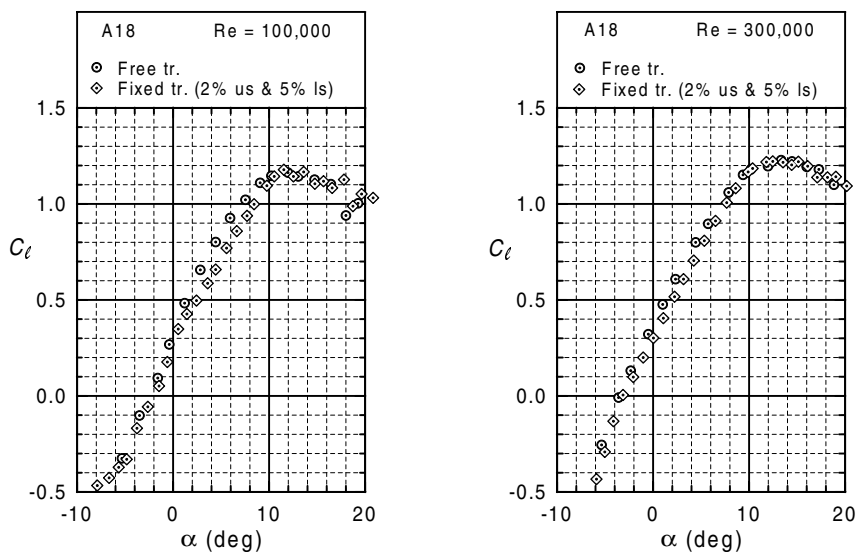 A18 Re = 100,000
Free tr.
Fixed tr. (2% us & 5% ls)
1.5
1.0
C_ℓ
0.5
0.0
-0.5
-10 0 10 20
α (deg)
A18 Re = 300,000
Free tr.
Fixed tr. (2% us & 5% ls)
1.5
1.0
C_ℓ
0.5
0.0
-0.5
-10 0 10 20
α (deg)